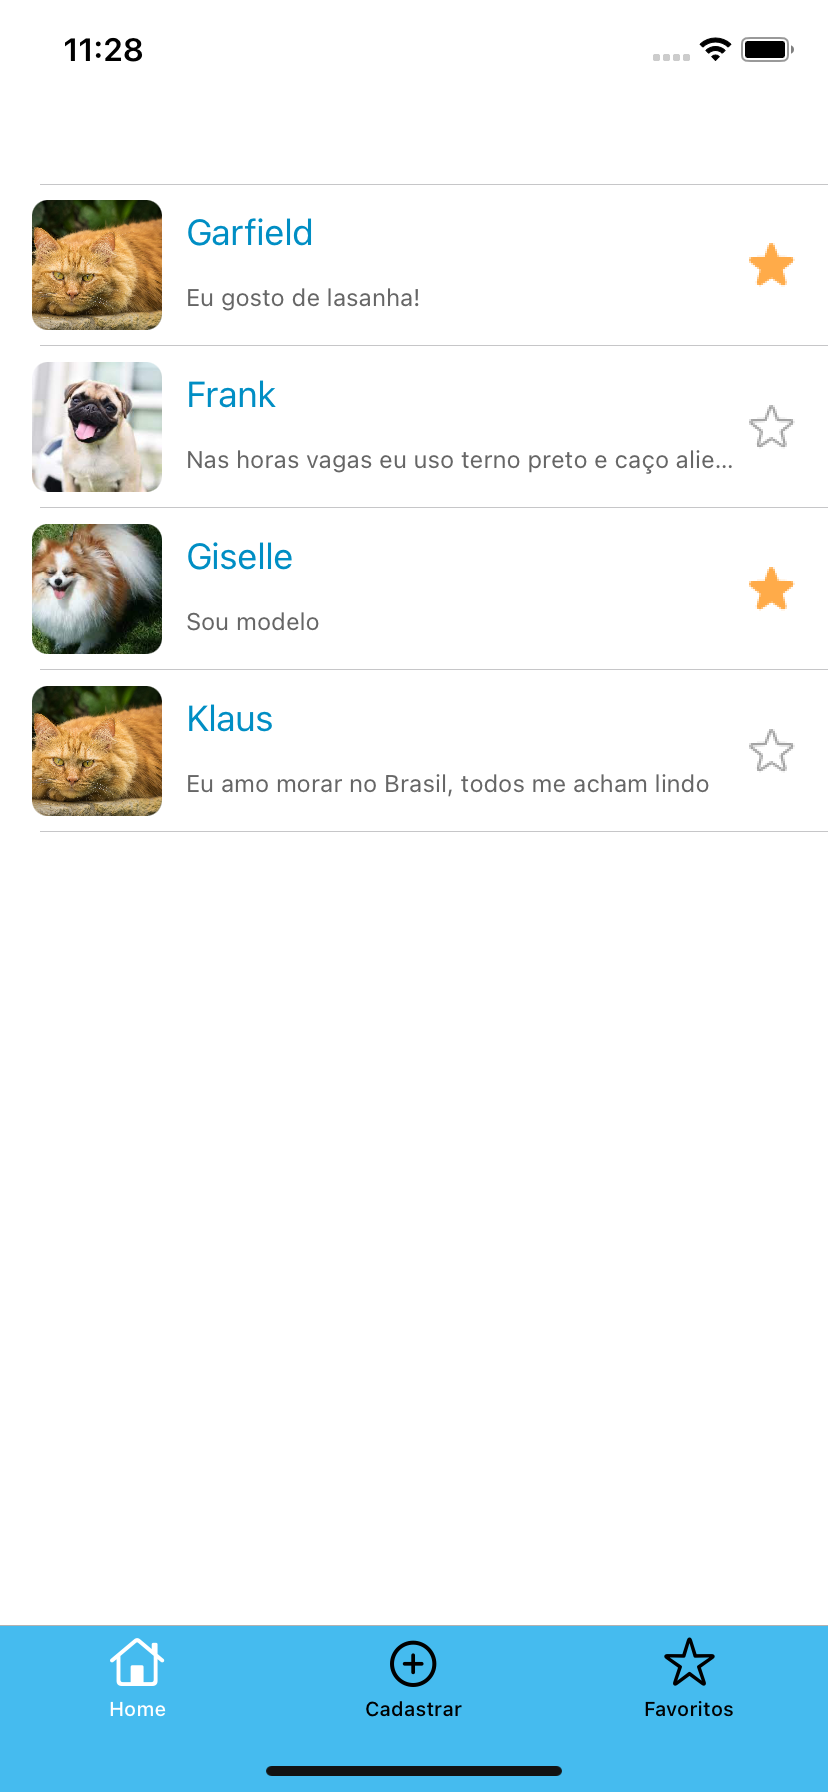 11:28
Garfield
Eu gosto de lasanha!
Frank
Nas horas vagas eu uso terno preto e caço alie...
Giselle
Sou modelo
Klaus
Eu amo morar no Brasil, todos me acham lindo
Home
Cadastrar
Favoritos